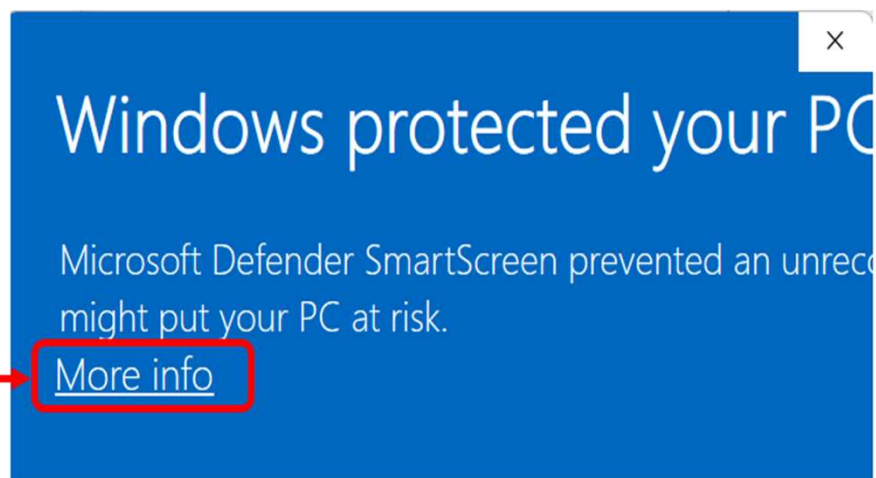 Windows protected your PC
Microsoft Defender SmartScreen prevented an
might put your PC at risk.
More info